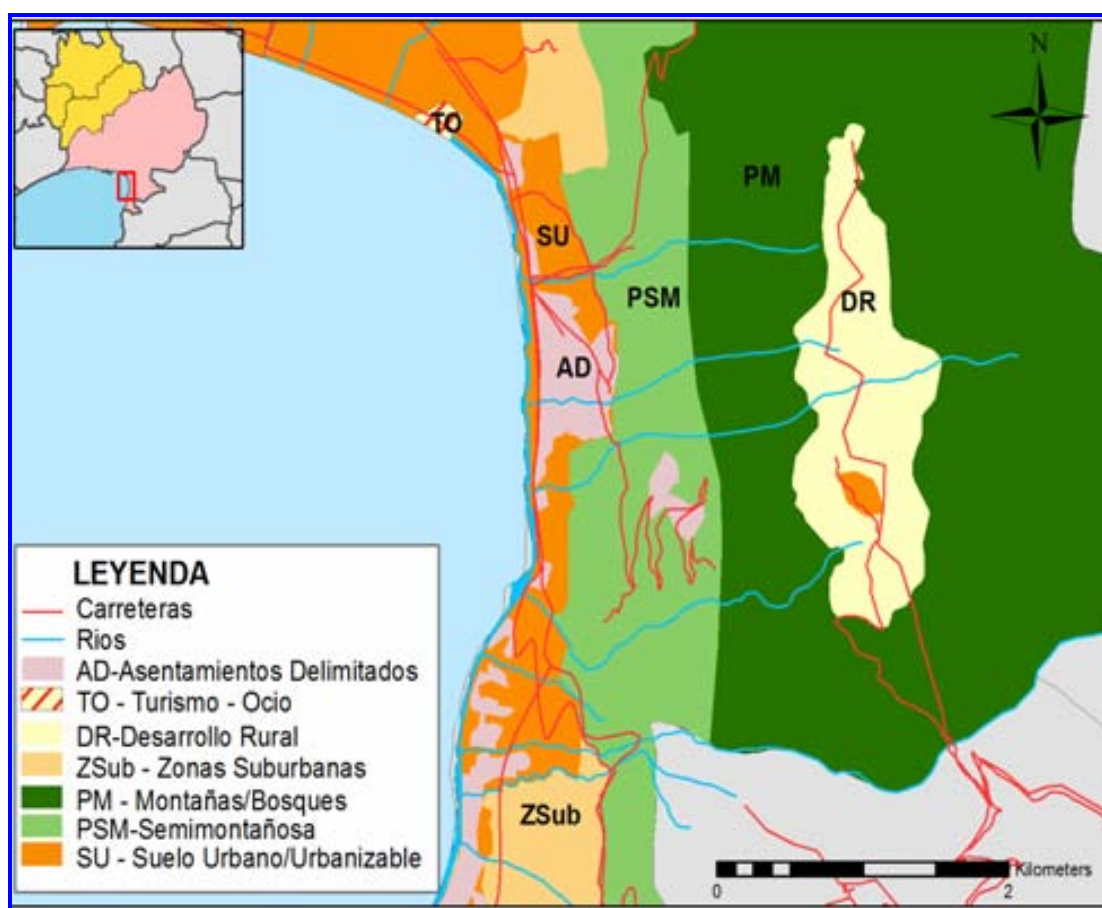 N
TO
PM
SU
PSM
DR
AD
LEYENDA
Carreteras
Rios
AD-Asentamientos Delimitados
TO - Turismo - Ocio
DR-Desarrollo Rural
ZSub - Zonas Suburbanas
PM - Montañas/Bosques
PSM-Semimontañosa
SU - Suelo Urbano/Urbanizable
ZSub
Kilometers
0 2